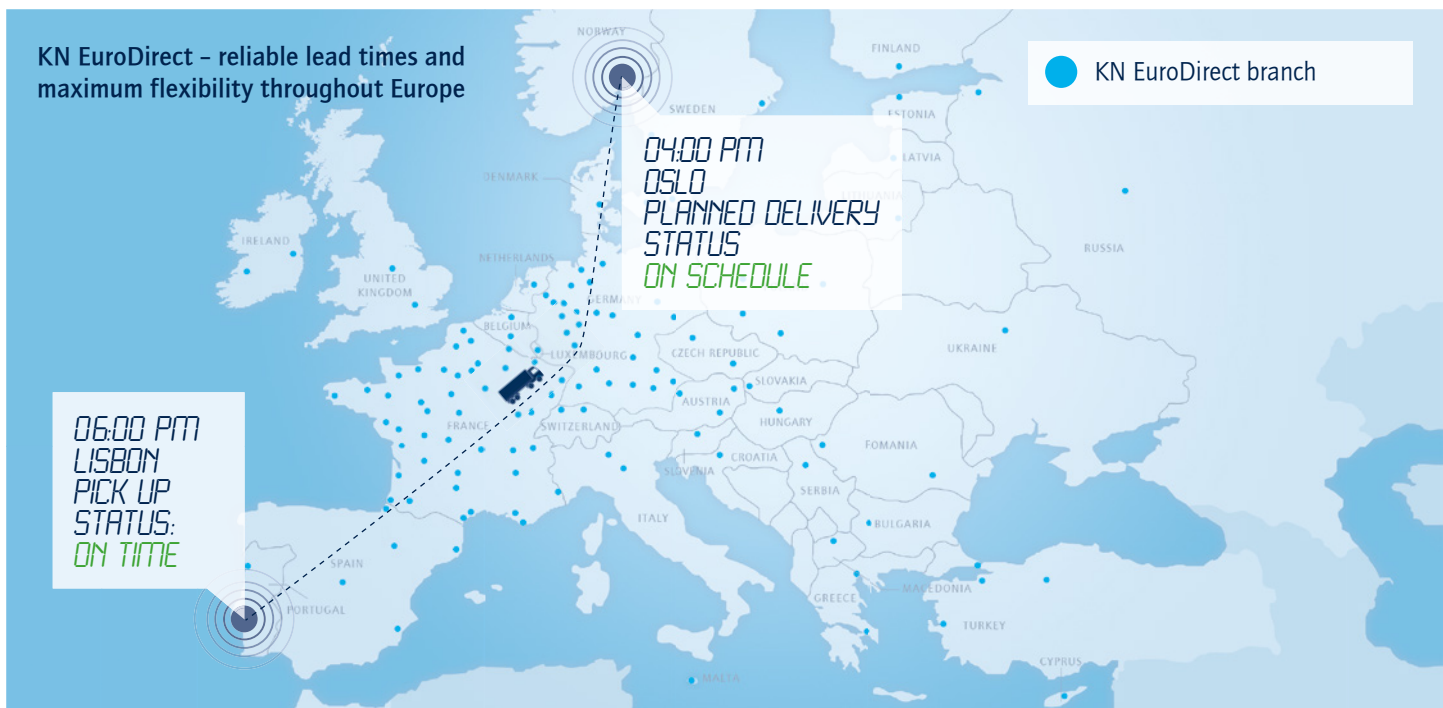 KN EuroDirect – reliable lead times and
maximum flexibility throughout Europe
KN EuroDirect branch
NORWAY
FINLAND
SWEDEN
ESTONIA
LATVIA
LITHUANIA
DENMARK
04:00 PM
OSLO
PLANNED DELIVERY
STATUS
ON SCHEDULE
RUSSIA
IRELAND
UNITED
KINGDOM
NETHERLANDS
GERMANY
BELGIUM
LUXEMBOURG
CZECH REPUBLIC
UKRAINE
SLOVAKIA
AUSTRIA
FRANCE
SWITZERLAND
HUNGARY
FOMANIA
CROATIA
SLOVENIA
SERBIA
ITALY
BULGARIA
06:00 PM
LISBON
PICK UP
STATUS:
ON TIME
SPAIN
PORTUGAL
GREECE
MACEDONIA
TURKEY
CYPRUS
MALTA